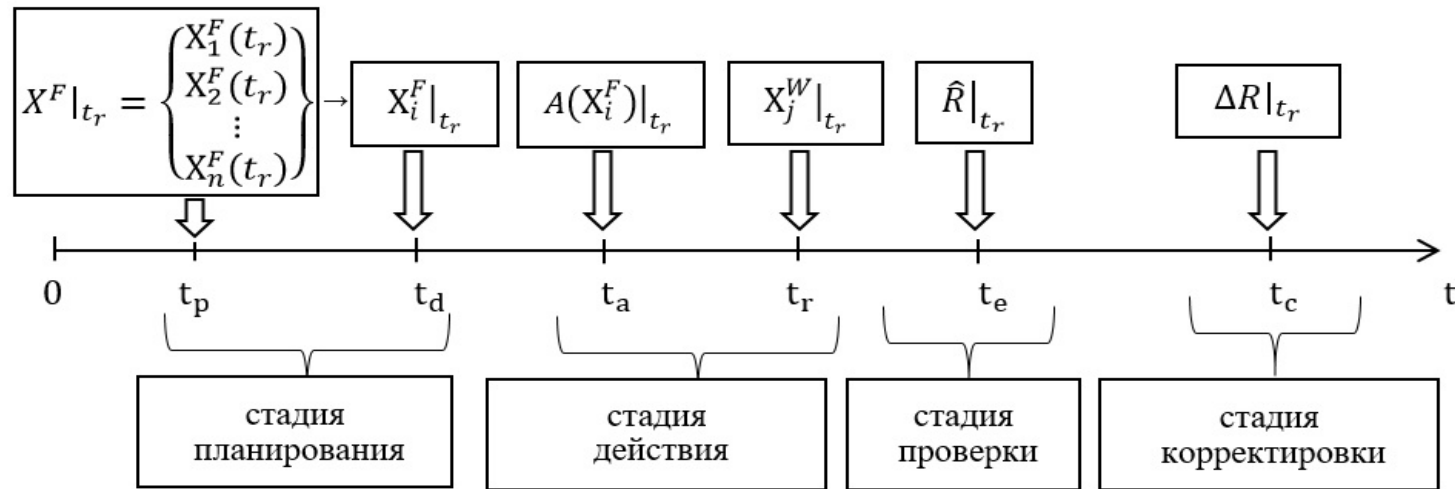 X^F|_{t_r} = {X_1^F(t_r) X_2^F(t_r) ⋮ X_n^F(t_r)} → X_i^F|_{t_r} A(X_i^F)|_{t_r} X_j^W|_{t_r} R̂|_{t_r} ΔR|_{t_r}
0 t_p t_d t_a t_r t_e t_c t
стадия
планирования
стадия
действия
стадия
проверки
стадия
корректировки